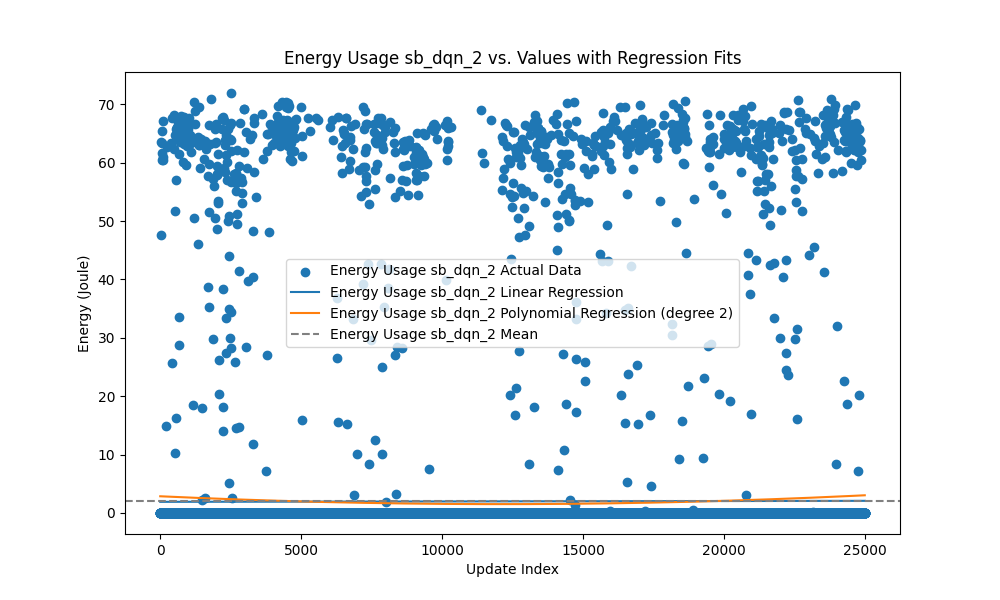 Energy Usage sb_dqn_2 vs. Values with Regression Fits
70
60
50
40
30
20
10
0
Energy (Joule)
Energy Usage sb_dqn_2 Actual Data
Energy Usage sb_dqn_2 Linear Regression
Energy Usage sb_dqn_2 Polynomial Regression (degree 2)
Energy Usage sb_dqn_2 Mean
0 5000 10000 15000 20000 25000
Update Index